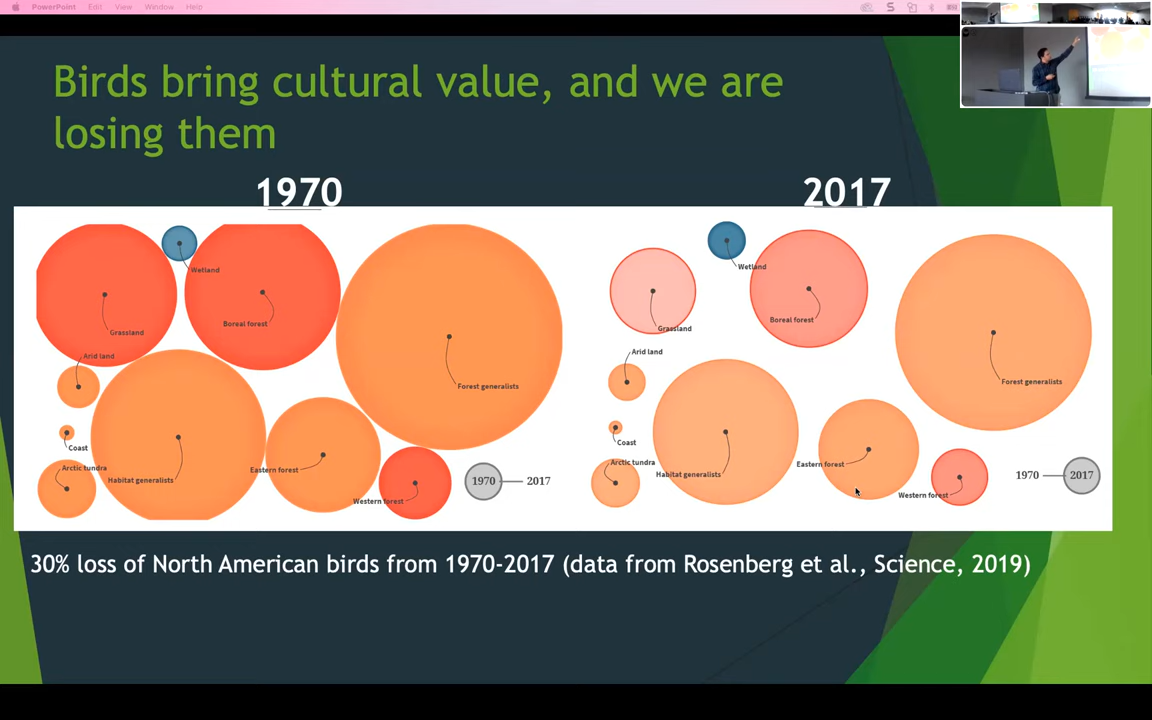 PowerPoint Edit View Window Help
Birds bring cultural value, and we are
losing them
1970
2017
Wetland
Boreal forest
Grassland
Arid land
Forest generalists
Coast
Arctic tundra
Habitat generalists
Eastern forest
Western forest
1970 2017
Wetland
Boreal forest
Grassland
Arid land
Forest generalists
Coast
Arctic tundra
Habitat generalists
Eastern forest
Western forest
1970 2017
30% loss of North American birds from 1970-2017 (data from Rosenberg et al., Science, 2019)